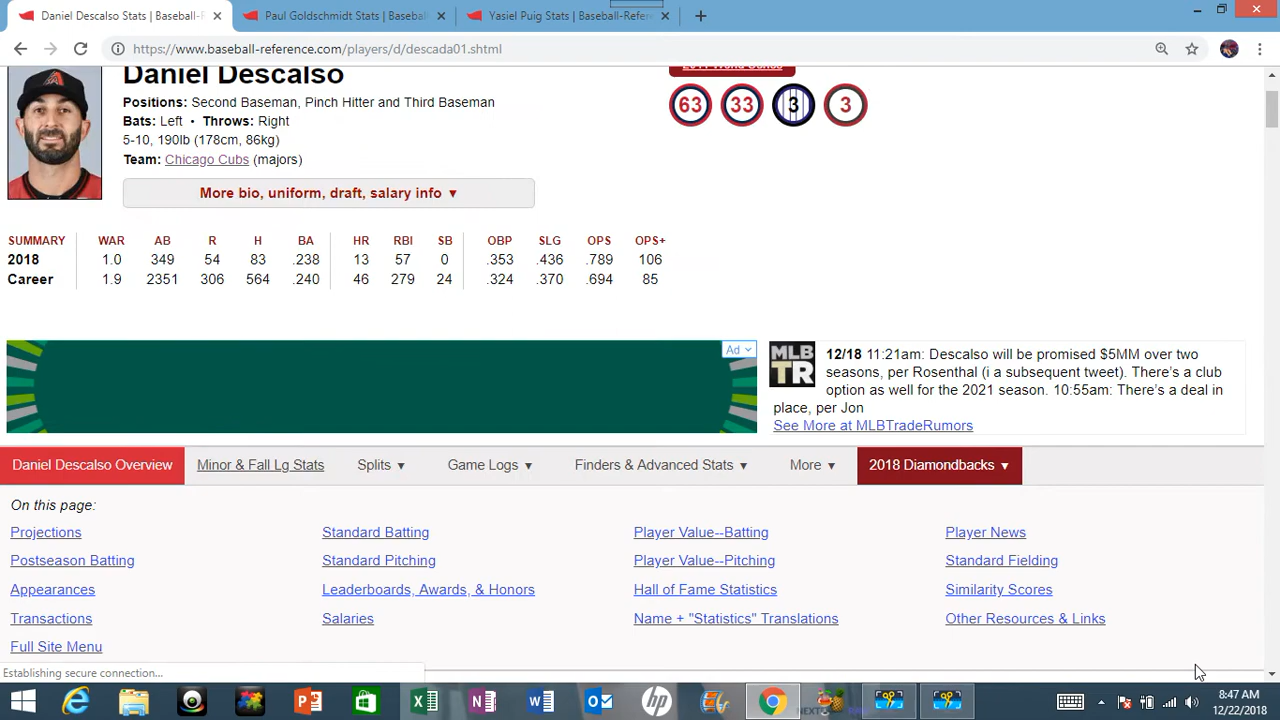 Daniel Descalso Stats | Baseball-R
Paul Goldschmidt Stats | Baseball
Yasiel Puig Stats | Baseball-Refer
https://www.baseball-reference.com/players/d/descada01.shtml
Daniel Descalso
Positions: Second Baseman, Pinch Hitter and Third Baseman
Bats: Left • Throws: Right
5-10, 190lb (178cm, 86kg)
Team: Chicago Cubs (majors)
More bio, uniform, draft, salary info ▼
63 33 3 3
SUMMARY WAR AB R H BA HR RBI SB OBP SLG OPS OPS+
2018 1.0 349 54 83 .238 13 57 0 .353 .436 .789 106
Career 1.9 2351 306 564 .240 46 279 24 .324 .370 .694 85
Ad
MLB
TR
12/18 11:21am: Descalso will be promised $5MM over two
seasons, per Rosenthal (i a subsequent tweet). There's a club
option as well for the 2021 season. 10:55am: There's a deal in
place, per Jon
See More at MLBTradeRumors
Daniel Descalso Overview Minor & Fall Lg Stats Splits ▼ Game Logs ▼ Finders & Advanced Stats ▼ More ▼ 2018 Diamondbacks ▼
On this page:
Projections Standard Batting Player Value--Batting Player News
Postseason Batting Standard Pitching Player Value--Pitching Standard Fielding
Appearances Leaderboards, Awards, & Honors Hall of Fame Statistics Similarity Scores
Transactions Salaries Name + "Statistics" Translations Other Resources & Links
Full Site Menu
Establishing secure connection...
8:47 AM
12/22/2018